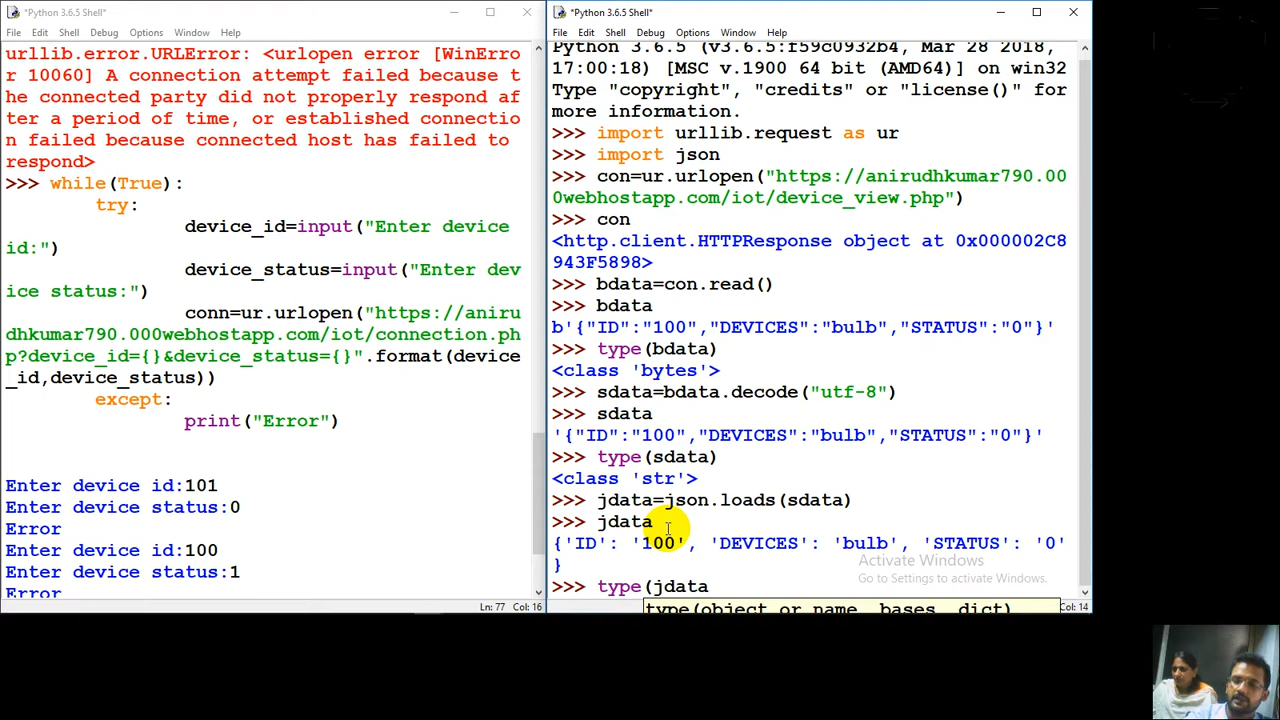 *Python 3.6.5 Shell*
File Edit Shell Debug Options Window Help
urllib.error.URLError: <urlopen error [WinErro
r 10060] A connection attempt failed because t
he connected party did not properly respond af
ter a period of time, or established connectio
n failed because connected host has failed to
respond>
>>> while(True):
try:
device_id=input("Enter device
id:")
device_status=input("Enter dev
ice status:")
conn=ur.urlopen("https://aniru
dhkumar790.000webhostapp.com/iot/connection.ph
p?device_id={}&device_status={}".format(device
_id,device_status))
except:
print("Error")
Enter device id:101
Enter device status:0
Error
Enter device id:100
Enter device status:1
Error
Ln: 77 Col: 16
*Python 3.6.5 Shell*
File Edit Shell Debug Options Window Help
Python 3.6.5 (v3.6.5:f59c0932b4, Mar 28 2018,
17:00:18) [MSC v.1900 64 bit (AMD64)] on win32
Type "copyright", "credits" or "license()" for
more information.
>>> import urllib.request as ur
>>> import json
>>> con=ur.urlopen("https://anirudhkumar790.00
0webhostapp.com/iot/device_view.php")
>>> con
<http.client.HTTPResponse object at 0x000002C8
943F5898>
>>> bdata=con.read()
>>> bdata
b'{"ID":"100","DEVICES":"bulb","STATUS":"0"}'
>>> type(bdata)
<class 'bytes'>
>>> sdata=bdata.decode("utf-8")
>>> sdata
'{"ID":"100","DEVICES":"bulb","STATUS":"0"}'
>>> type(sdata)
<class 'str'>
>>> jdata=json.loads(sdata)
>>> jdata
{'ID': '100', 'DEVICES': 'bulb', 'STATUS': '0'
}
>>> type(jdata
type(object_or_name, bases, dict)
Col: 14
Activate Windows
Go to Settings to activate Windows.